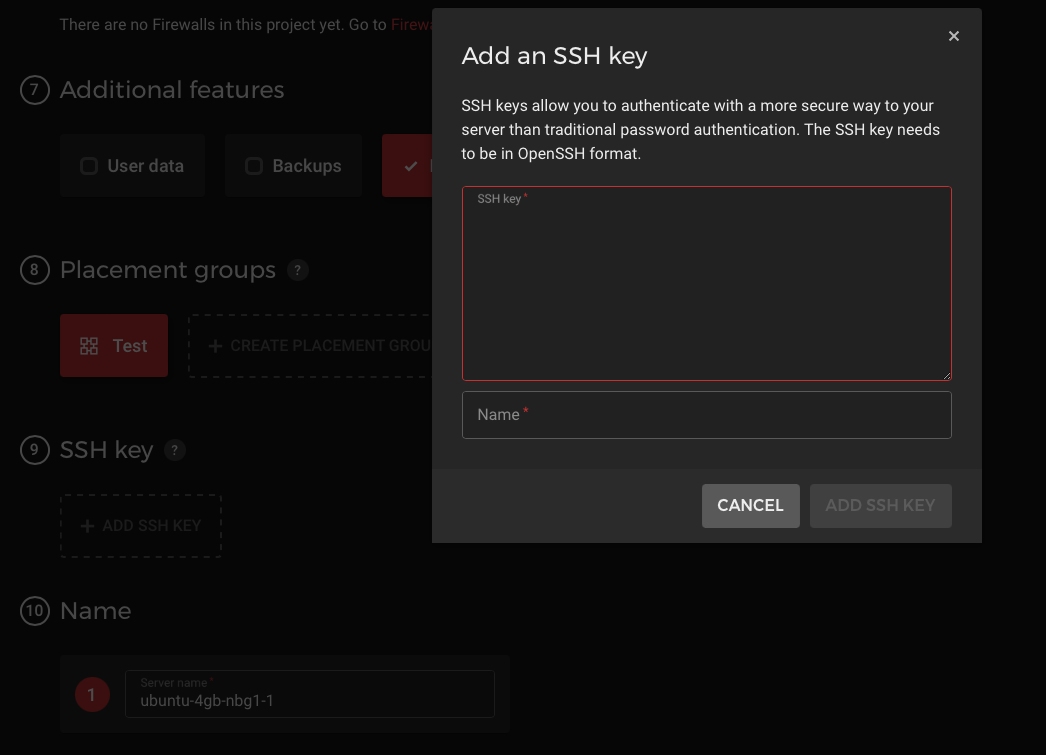 There are no Firewalls in this project yet. Go to Firewa
7 Additional features
User data
Backups
8 Placement groups ?
Test
+ CREATE PLACEMENT GROU
9 SSH key ?
+ ADD SSH KEY
10 Name
1
Server name *
ubuntu-4gb-nbg1-1
×
Add an SSH key
SSH keys allow you to authenticate with a more secure way to your
server than traditional password authentication. The SSH key needs
to be in OpenSSH format.
SSH key *
Name *
CANCEL
ADD SSH KEY